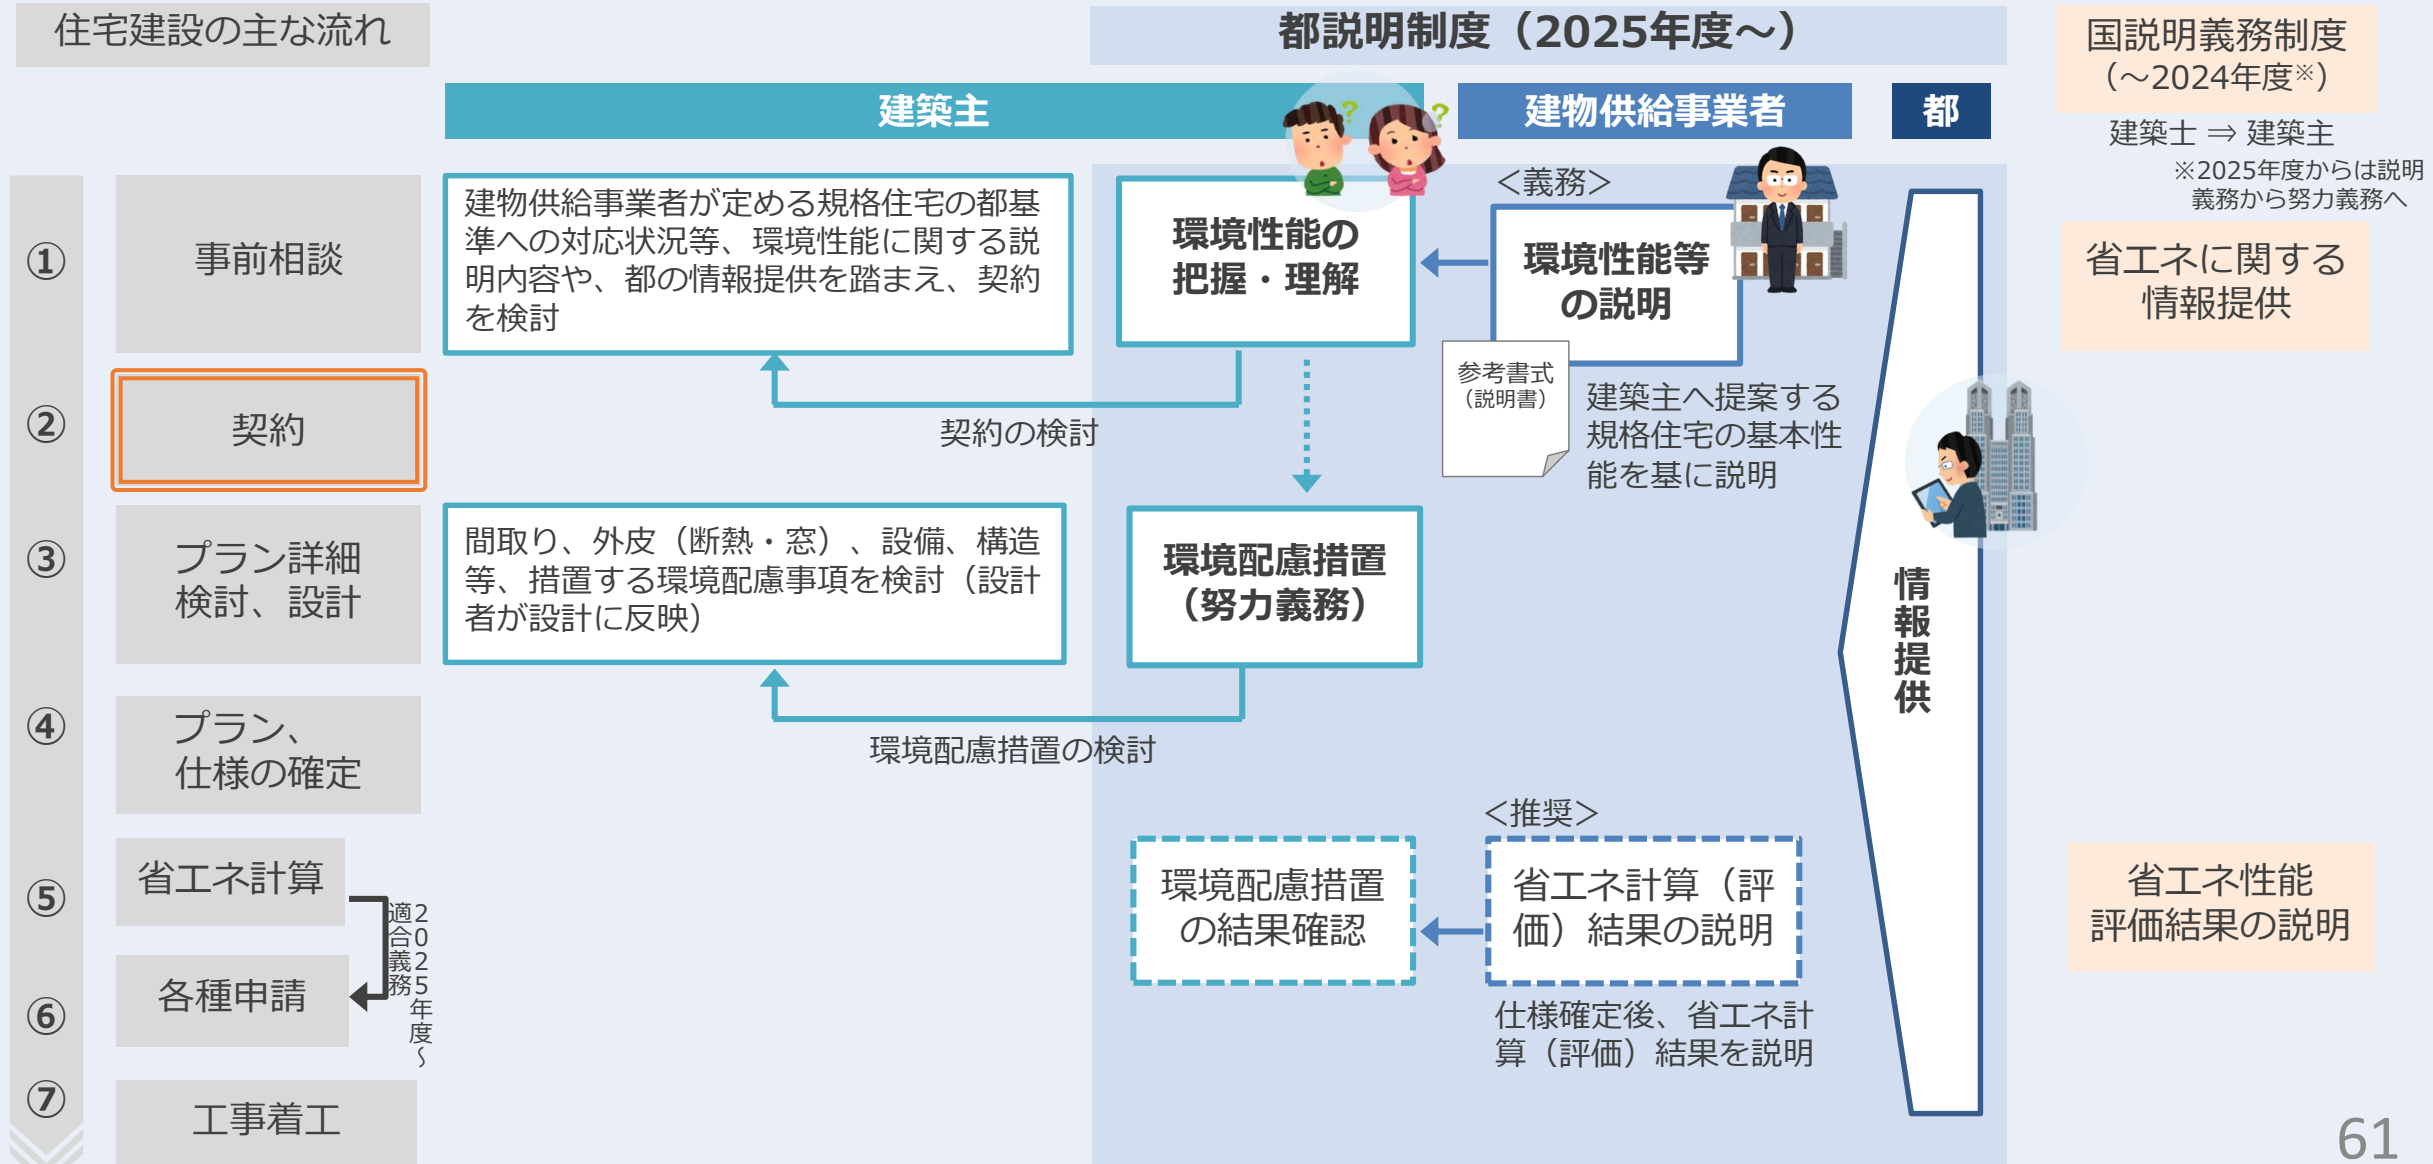 住宅建設の主な流れ
都説明制度（2025年度～）
国説明義務制度
（～2024年度※）
建築主
建物供給事業者
都
建築士 ⇒ 建築主
※2025年度からは説明
義務から努力義務へ
①
事前相談
建物供給事業者が定める規格住宅の都基
準への対応状況等、環境性能に関する説
明内容や、都の情報提供を踏まえ、契約
を検討
環境性能の
把握・理解
＜義務＞
環境性能等
の説明
省エネに関する
情報提供
②
契約
契約の検討
参考書式
（説明書）
建築主へ提案する
規格住宅の基本性
能を基に説明
③
プラン詳細
検討、設計
間取り、外皮（断熱・窓）、設備、構造
等、措置する環境配慮事項を検討（設計
者が設計に反映）
環境配慮措置
（努力義務）
情報提供
④
プラン、
仕様の確定
環境配慮措置の検討
⑤
省エネ計算
2025年度～
適合義務
環境配慮措置
の結果確認
＜推奨＞
省エネ計算（評
価）結果の説明
省エネ性能
評価結果の説明
⑥
各種申請
仕様確定後、省エネ計
算（評価）結果を説明
⑦
工事着工
61
？
？